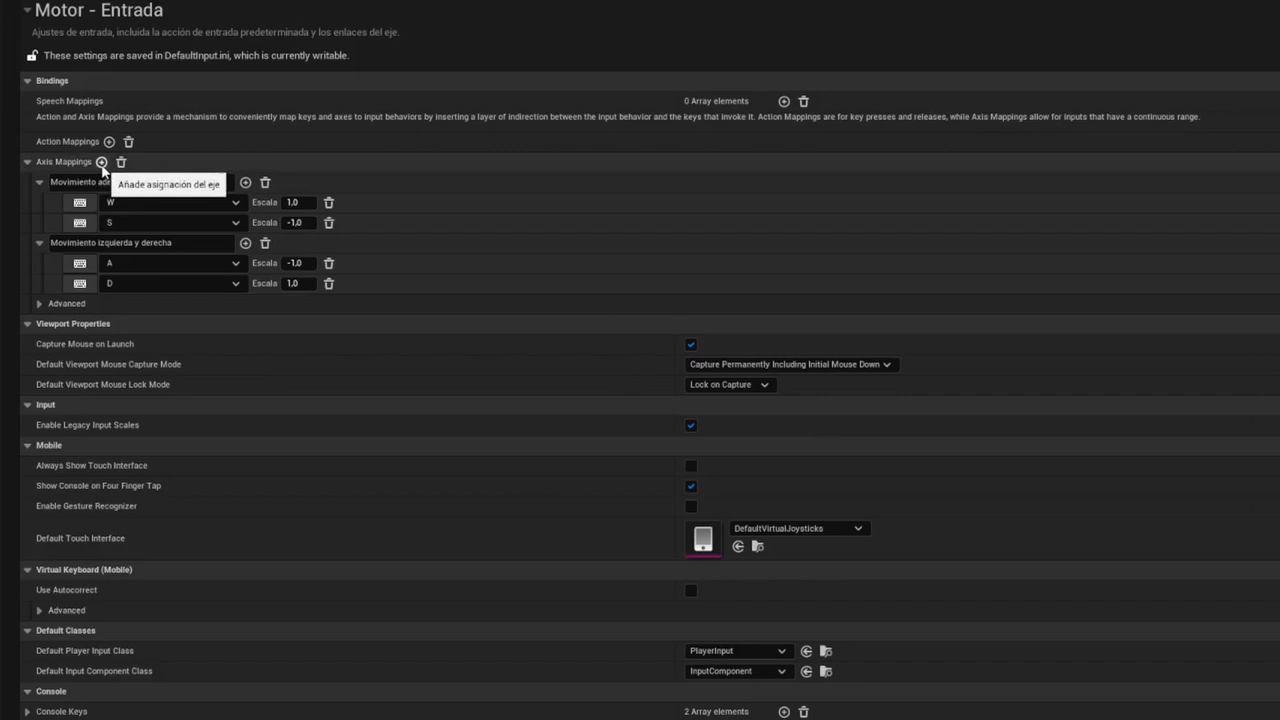 Motor - Entrada
Ajustes de entrada, incluida la acción de entrada predeterminada y los enlaces del eje.
These settings are saved in DefaultInput.ini, which is currently writable.
Bindings
Speech Mappings 0 Array elements
Action and Axis Mappings provide a mechanism to conveniently map keys and axes to input behaviors by inserting a layer of indirection between the input behavior and the keys that invoke it. Action Mappings are for key presses and releases, while Axis Mappings allow for inputs that have a continuous range.
Action Mappings
Axis Mappings
Movimiento
Añade asignación del eje
W Escala 1.0
S Escala -1.0
Movimiento izquierda y derecha
A Escala -1.0
D Escala 1.0
Advanced
Viewport Properties
Capture Mouse on Launch
Default Viewport Mouse Capture Mode Capture Permanently Including Initial Mouse Down
Default Viewport Mouse Lock Mode Lock on Capture
Input
Enable Legacy Input Scales
Mobile
Always Show Touch Interface
Show Console on Four Finger Tap
Enable Gesture Recognizer
Default Touch Interface DefaultVirtualJoysticks
Virtual Keyboard (Mobile)
Use Autocorrect
Advanced
Default Classes
Default Player Input Class PlayerInput
Default Input Component Class InputComponent
Console
Console Keys 2 Array elements